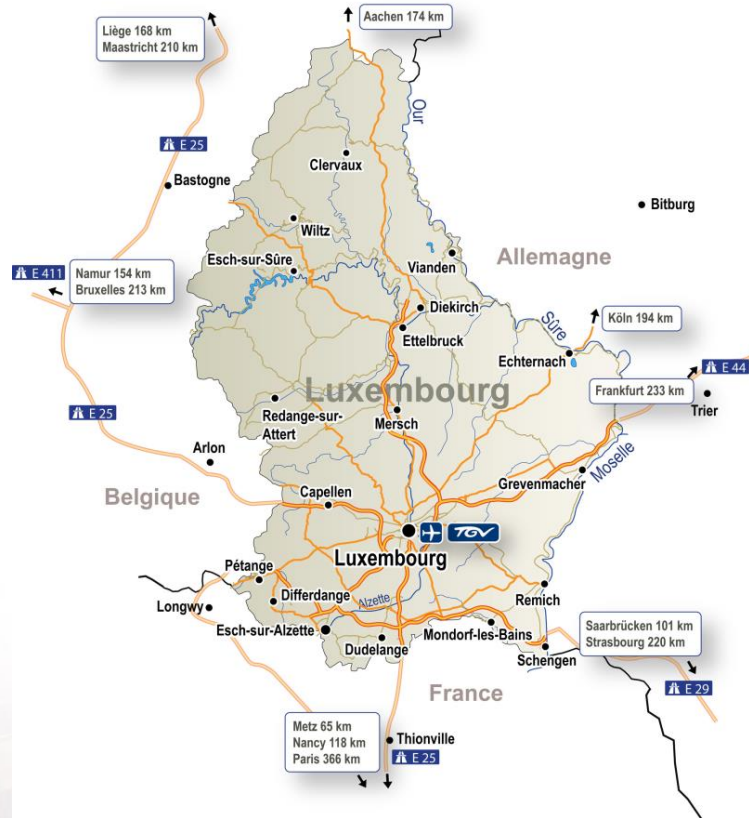 Aachen 174 km
Liège 168 km
Maastricht 210 km
Our
E 25
Clervaux
Bastogne
Bitburg
Wiltz
Allemagne
Vianden
Esch-sur-Sûre
E 411
Namur 154 km
Bruxelles 213 km
Diekirch
Sûre
Köln 194 km
Ettelbruck
Echternach
E 44
Frankfurt 233 km
Luxembourg
Trier
E 25
Redange-sur-
Attert
Mersch
Arlon
Moselle
Grevenmacher
Belgique
Capellen
TGV
Luxembourg
Pétange
Differdange
Alzette
Remich
Longwy
Esch-sur-Alzette
Mondorf-les-Bains
Saarbrücken 101 km
Strasbourg 220 km
Dudelange
Schengen
France
E 29
Metz 65 km
Nancy 118 km
Paris 366 km
Thionville
E 25